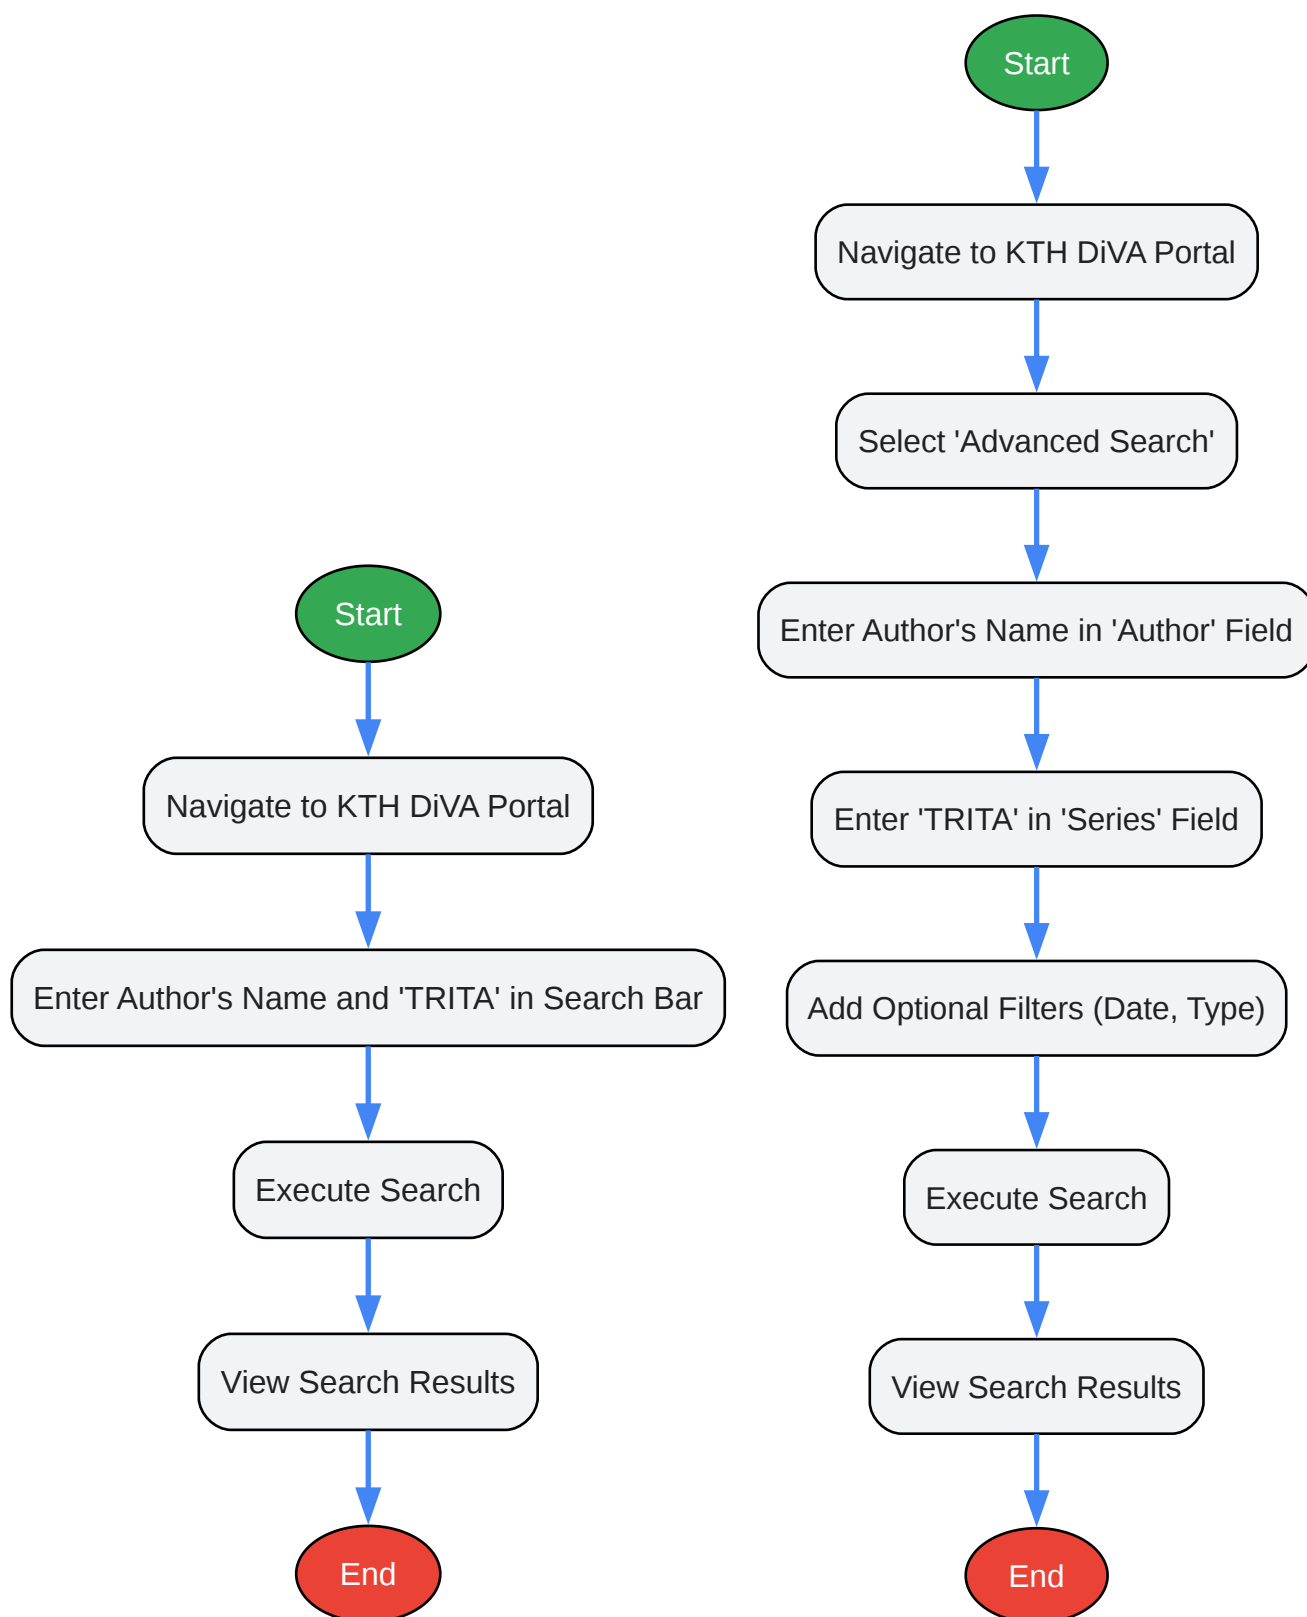 Start
Navigate to KTH DiVA Portal
Enter Author's Name and 'TRITA' in Search Bar
Execute Search
View Search Results
End
Start
Navigate to KTH DiVA Portal
Select 'Advanced Search'
Enter Author's Name in 'Author' Field
Enter 'TRITA' in 'Series' Field
Add Optional Filters (Date, Type)
Execute Search
View Search Results
End